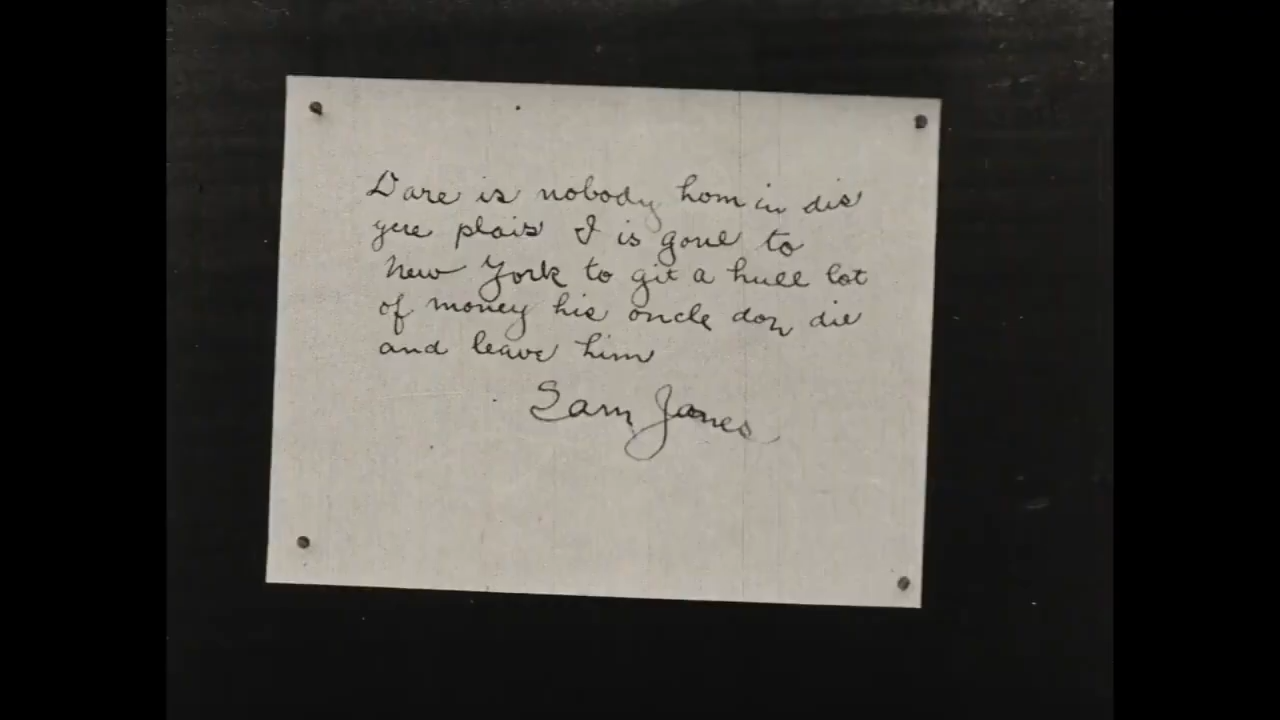 Dare is nobody hom in dis
yere plais I is gone to
New York to git a hull lot
of money his oncle don die
and leave him
Sam Jones